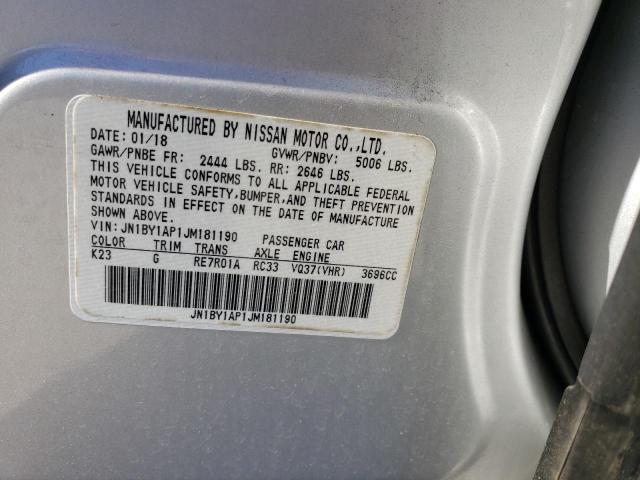 MANUFACTURED BY NISSAN MOTOR CO.,LTD.
DATE: 01/18 GVWR/PNBV: 5006 LBS.
GAWR/PNBE FR: 2444 LBS. RR: 2646 LBS.
THIS VEHICLE CONFORMS TO ALL APPLICABLE FEDERAL
MOTOR VEHICLE SAFETY,BUMPER,AND THEFT PREVENTION
STANDARDS IN EFFECT ON THE DATE OF MANUFACTURE
SHOWN ABOVE.
VIN: JN1BY1AP1JM181190 PASSENGER CAR
COLOR TRIM TRANS AXLE ENGINE
K23 G RE7R01A RC33 VQ37(VHR) 3696CC
JN1BY1AP1JM181190